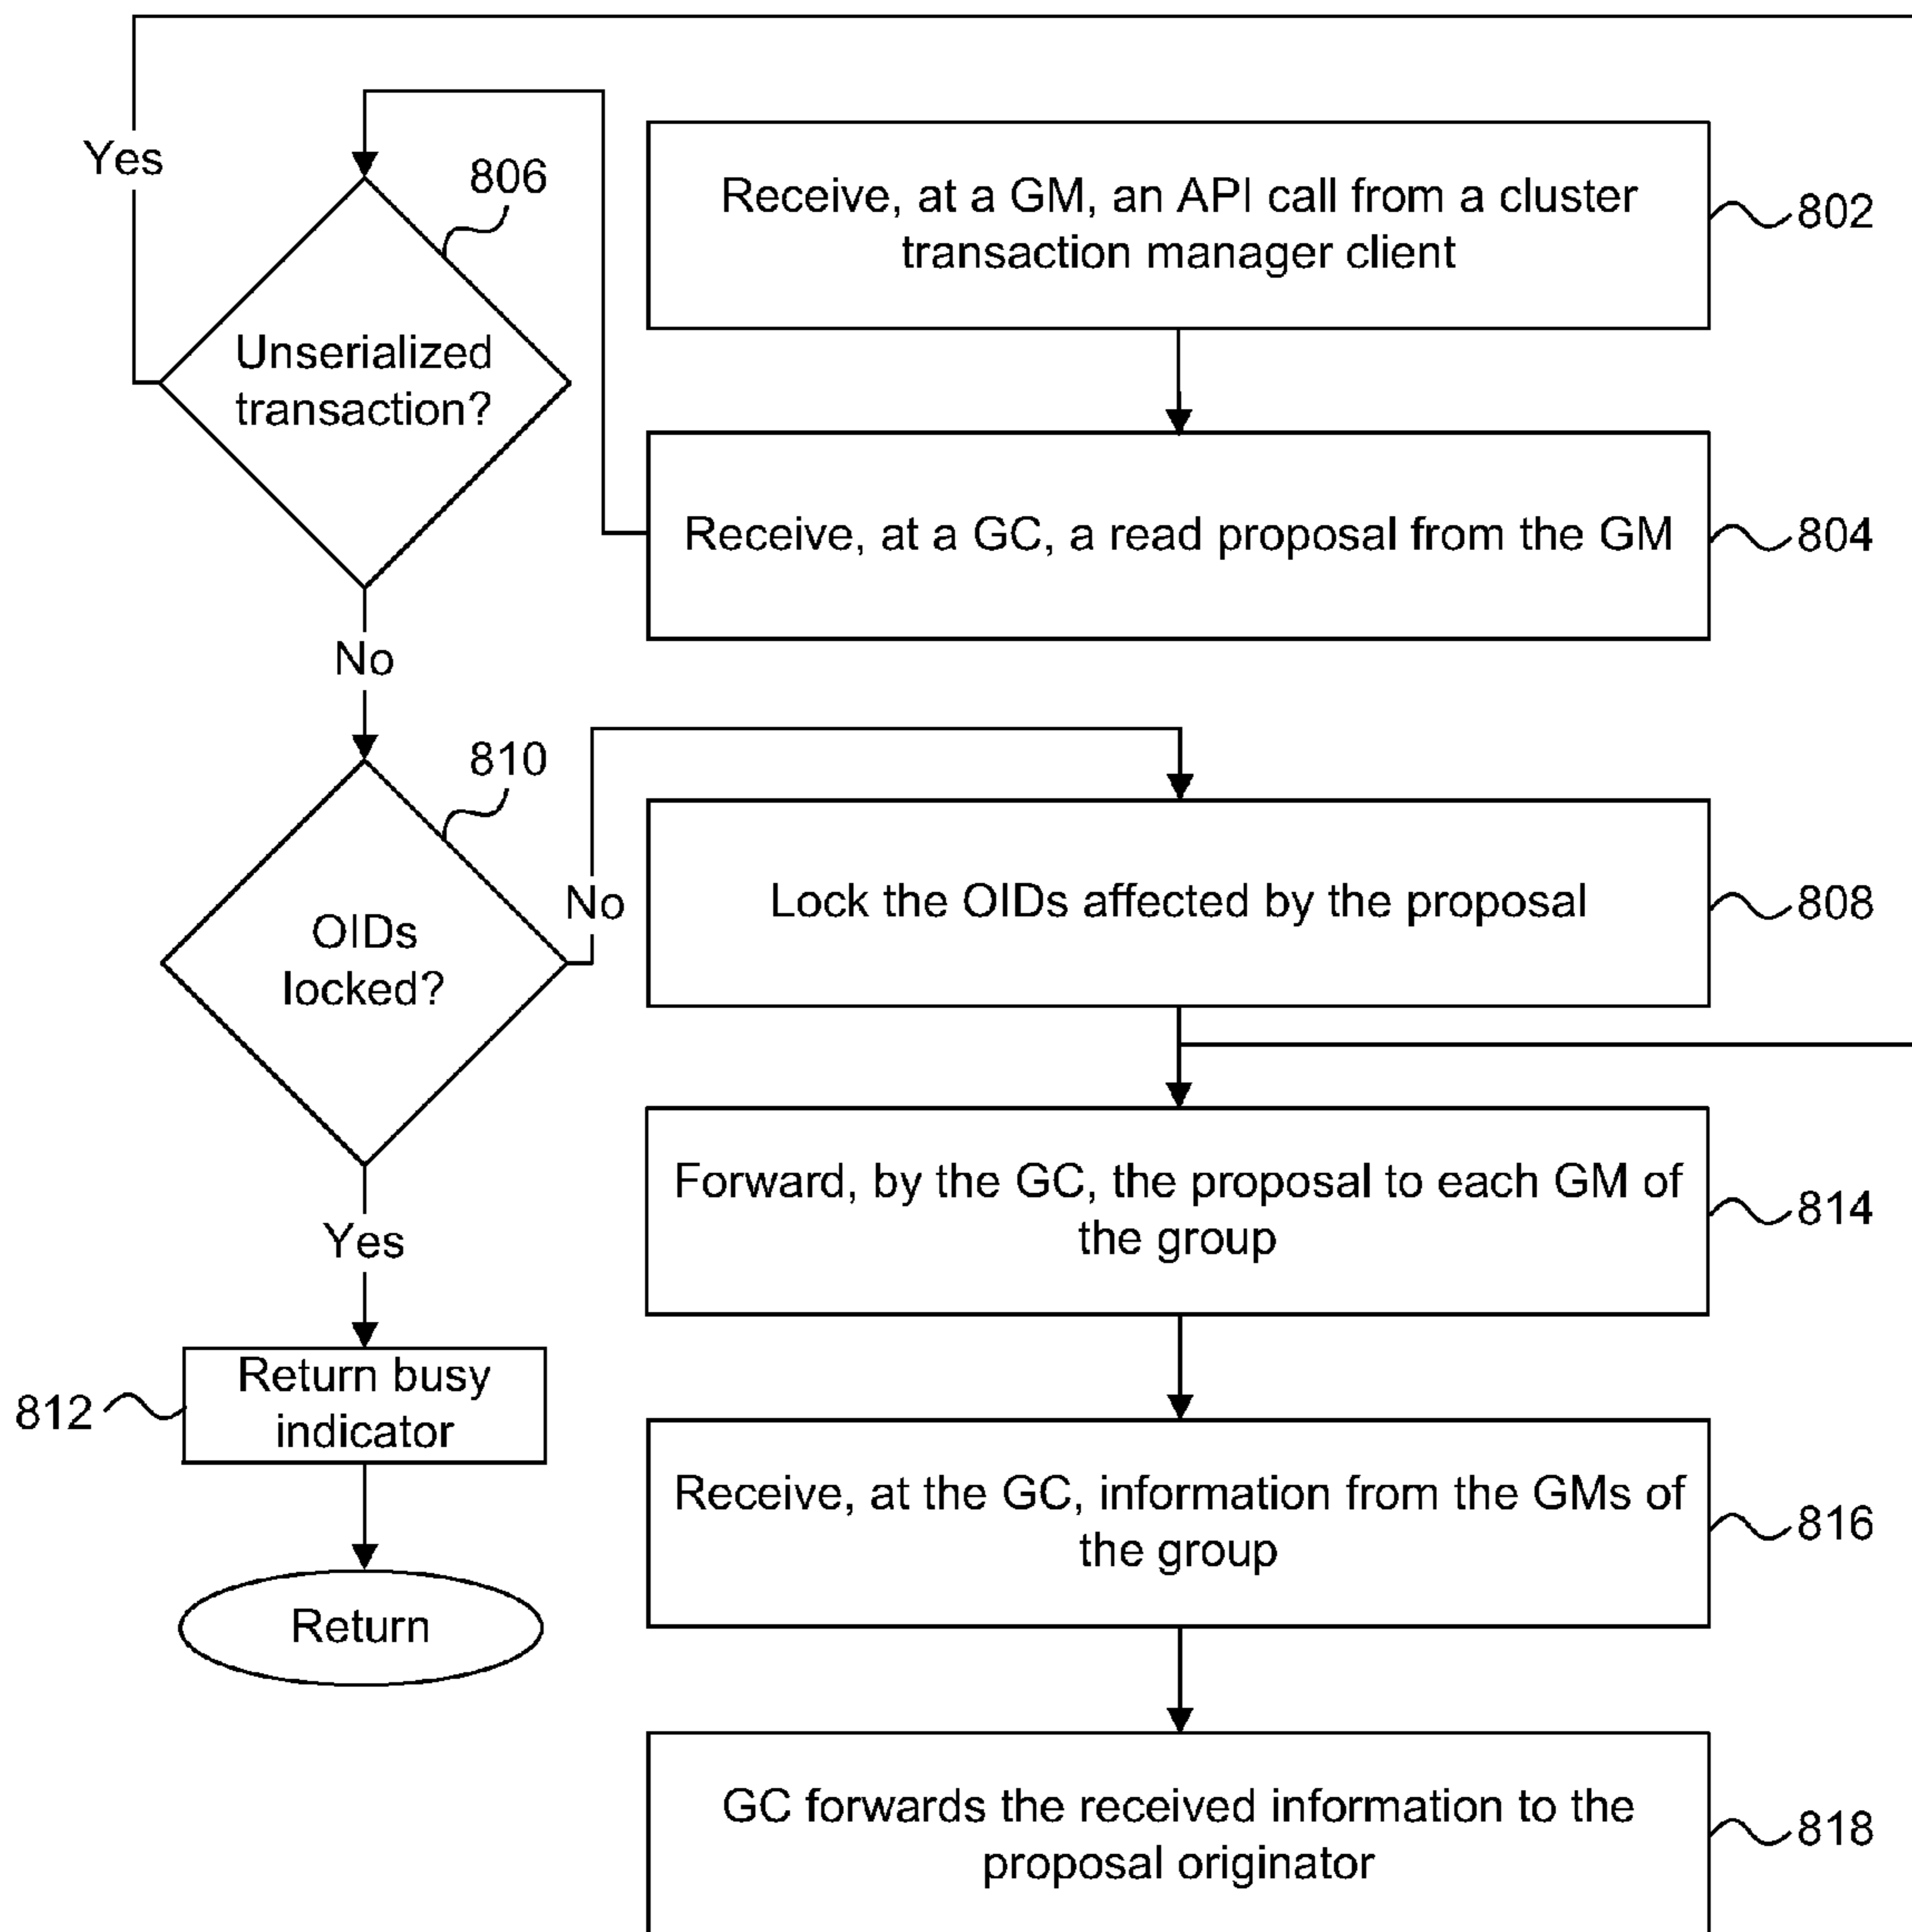 Receive, at a GM, an API call from a cluster
transaction manager client
802
Receive, at a GC, a read proposal from the GM
804
Yes
806
Unserialized
transaction?
No
810
OIDs
locked?
No
Lock the OIDs affected by the proposal
808
Yes
812
Return busy
indicator
Return
Forward, by the GC, the proposal to each GM of
the group
814
Receive, at the GC, information from the GMs of
the group
816
GC forwards the received information to the
proposal originator
818